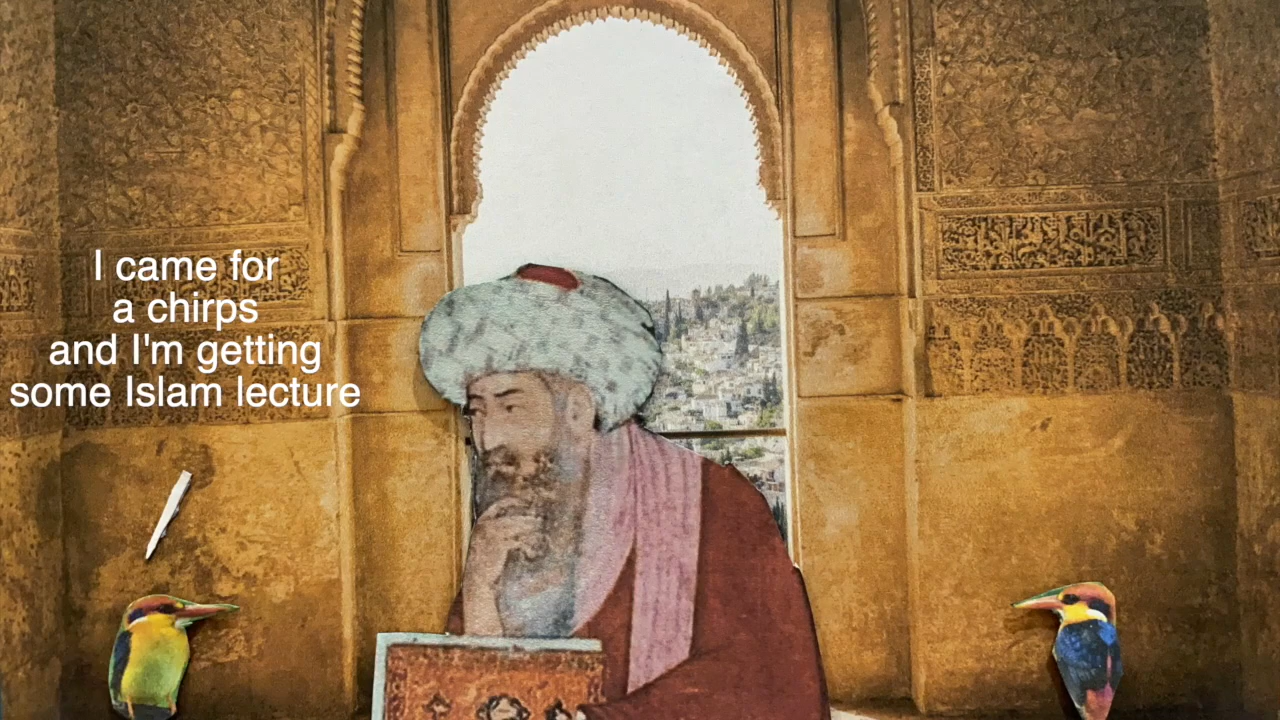 I came for
a chirps
and I'm getting
some Islam lecture